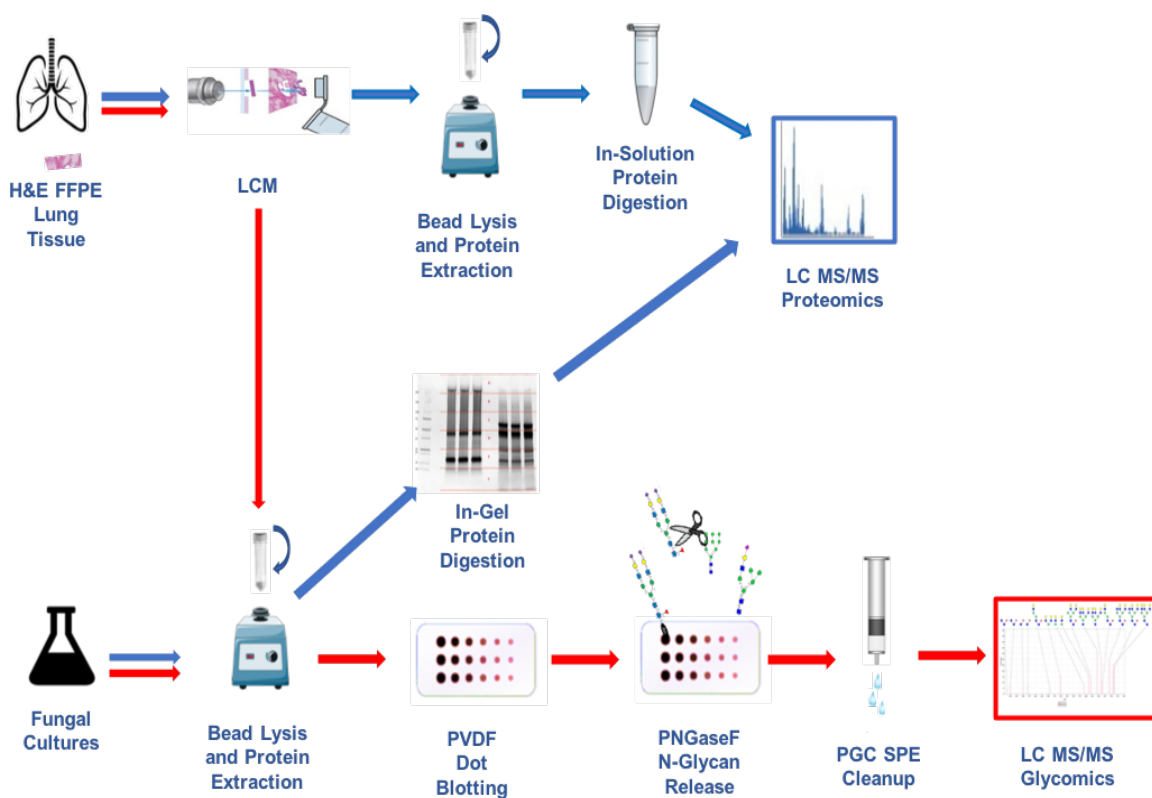 H&E FFPE
Lung
Tissue
LCM
Bead Lysis
and Protein
Extraction
In-Solution
Protein
Digestion
LC MS/MS
Proteomics
In-Gel
Protein
Digestion
Fungal
Cultures
Bead Lysis
and Protein
Extraction
PVDF
Dot
Blotting
PNGaseF
N-Glycan
Release
PGC SPE
Cleanup
LC MS/MS
Glycomics